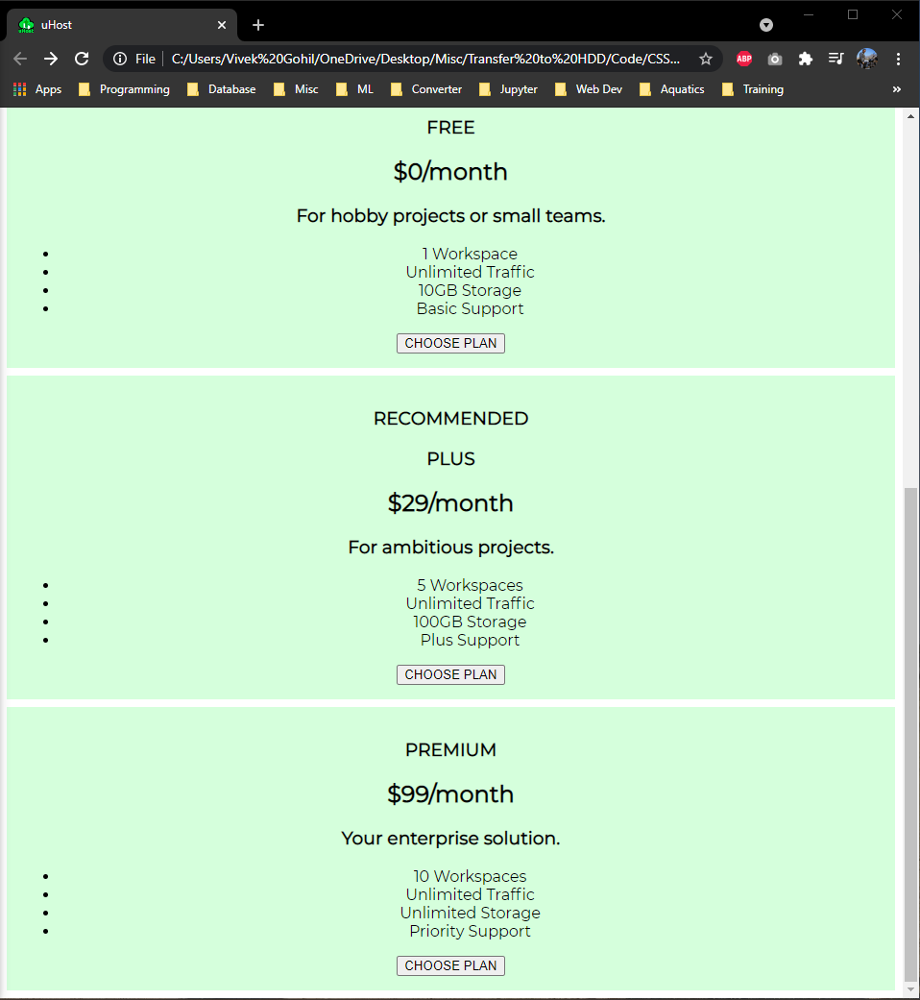 uHost
File
C:/Users/Vivek%20Gohil/OneDrive/Desktop/Misc/Transfer%20to%20HDD/Code/CSS...
ABP
Apps
Programming
Database
Misc
ML
Converter
Jupyter
Web Dev
Aquatics
Training
»
FREE
$0/month
For hobby projects or small teams.
• 1 Workspace
• Unlimited Traffic
• 10GB Storage
• Basic Support
CHOOSE PLAN
RECOMMENDED
PLUS
$29/month
For ambitious projects.
• 5 Workspaces
• Unlimited Traffic
• 100GB Storage
• Plus Support
CHOOSE PLAN
PREMIUM
$99/month
Your enterprise solution.
• 10 Workspaces
• Unlimited Traffic
• Unlimited Storage
• Priority Support
CHOOSE PLAN